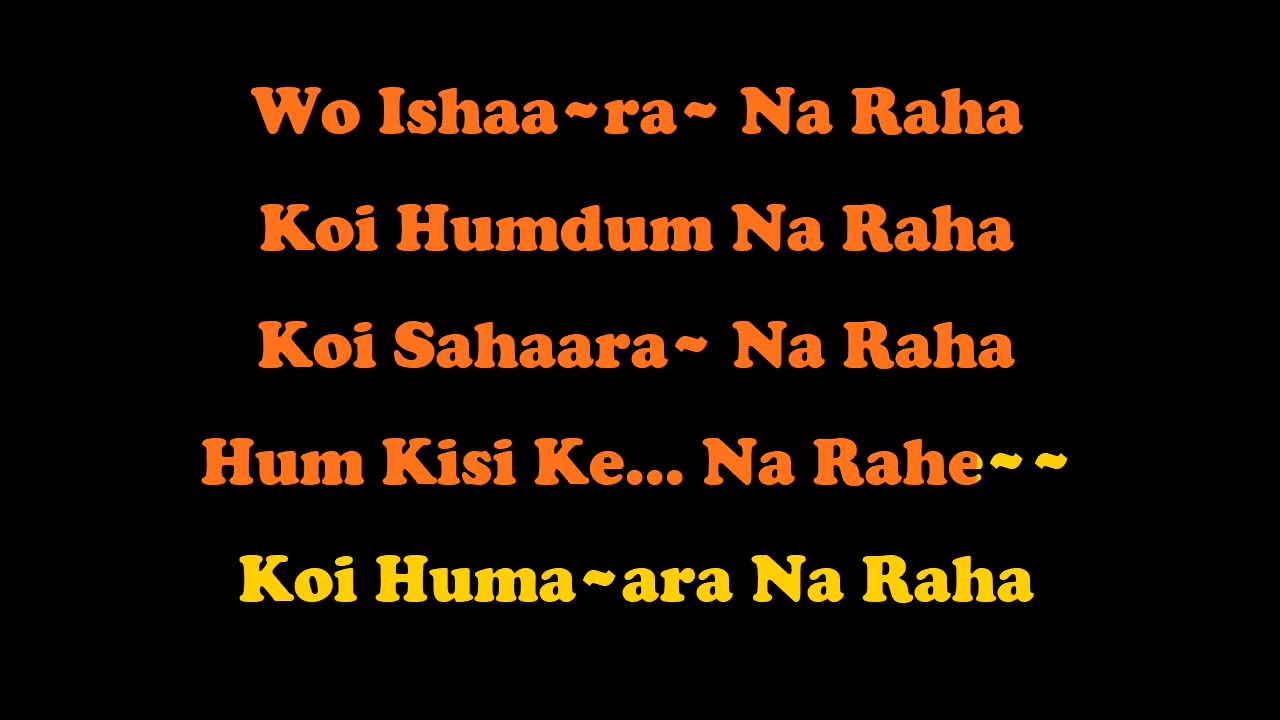 Wo Ishaa~ra~ Na Raha
Koi Humdum Na Raha
Koi Sahaara~ Na Raha
Hum Kisi Ke... Na Rahe~~
Koi Huma~ara Na Raha